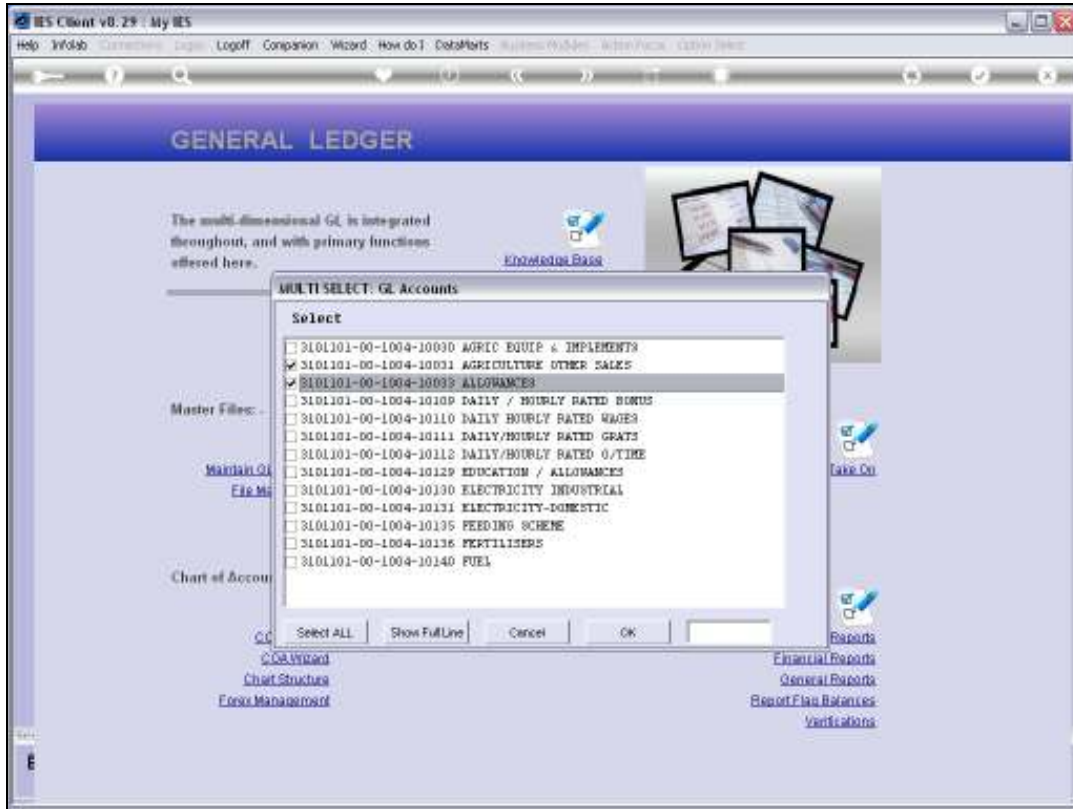 IES Client v8.29 : My IES
Help Infolab Logoff Companion Wizard How do I DataMarts
GENERAL LEDGER
The multi-dimensional GL is integrated
throughout, and with primary functions
offered here.
Knowledge Base
MULTI SELECT: GL Accounts
Select
3101101-00-1004-10030 AGRIC EQUIP & IMPLEMENTS
3101101-00-1004-10031 AGRICULTURE OTHER SALES
3101101-00-1004-10033 ALLOWANCES
3101101-00-1004-10109 DAILY / HOURLY RATED BONUS
3101101-00-1004-10110 DAILY HOURLY RATED WAGES
3101101-00-1004-10111 DAILY/HOURLY RATED GRATS
3101101-00-1004-10112 DAILY/HOURLY RATED O/TIME
3101101-00-1004-10129 EDUCATION / ALLOWANCES
3101101-00-1004-10130 ELECTRICITY INDUSTRIAL
3101101-00-1004-10131 ELECTRICITY-DOMESTIC
3101101-00-1004-10135 FEEDING SCHEME
3101101-00-1004-10136 FERTILISERS
3101101-00-1004-10140 FUEL
Select ALL Show Full Line Cancel OK
Master Files:
Maintain
File
Take On
Chart of
COA Wizard
Chart Structure
Forex Management
Reports
Financial Reports
General Reports
Report Flag Balances
Verifications